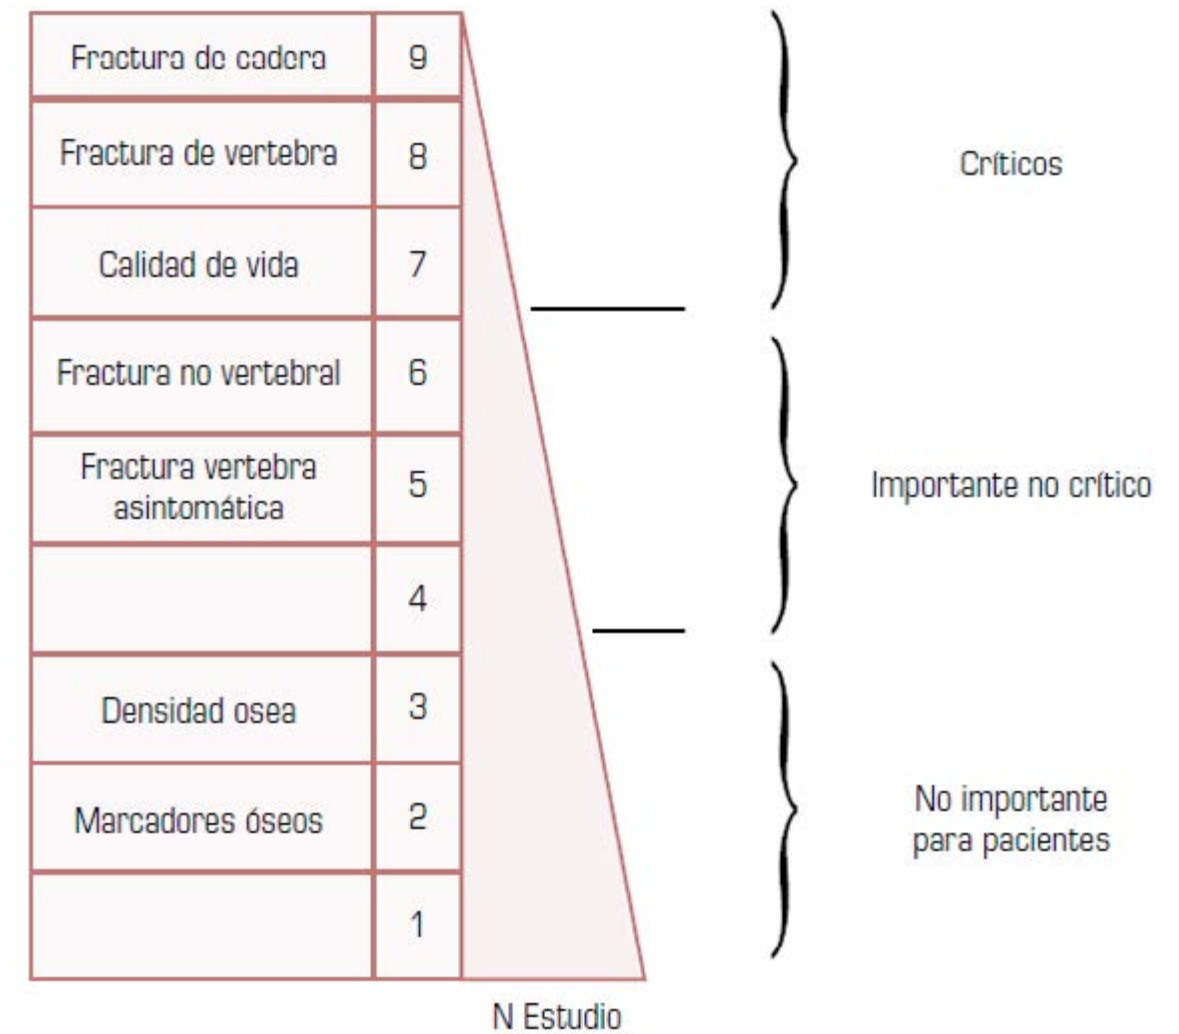 Fractura de cadera 9
Fractura de vertebra 8
Críticos
Calidad de vida 7
Fractura no vertebral 6
Fractura vertebra
asintomática 5
Importante no crítico
4
Densidad osea 3
Marcadores óseos 2
No importante
para pacientes
1
N Estudio